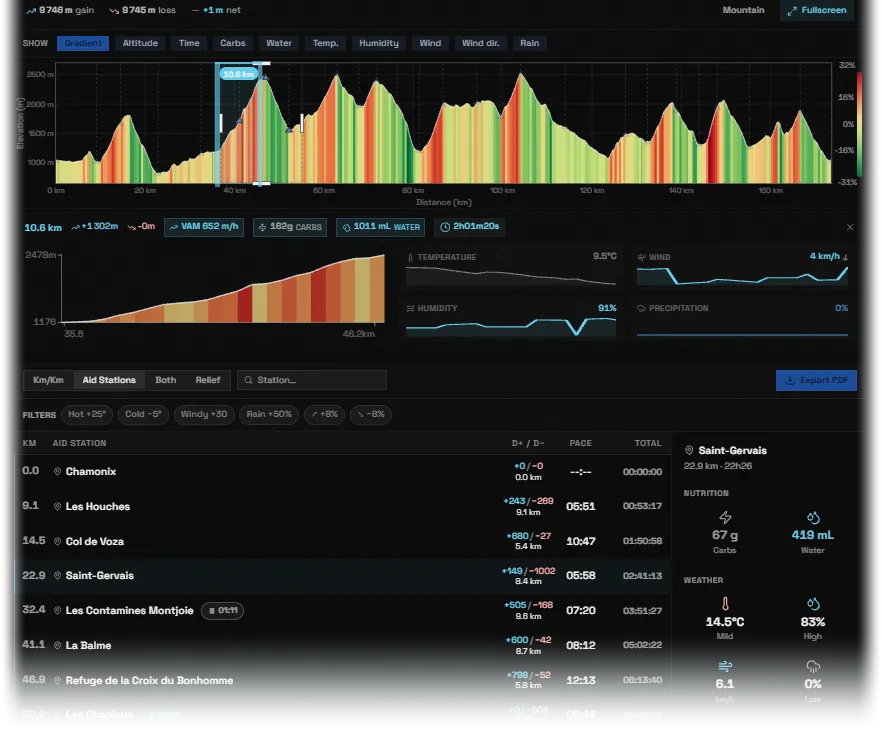 9 746 m gain 9 745 m loss – +1 m net Mountain Fullscreen
SHOW Gradient Altitude Time Carbs Water Temp. Humidity Wind Wind dir. Rain
10.6 km
32%
2500 m
16%
2000 m
0%
1500 m
-16%
1000 m
-31%
Elevation (m)
0 km 20 km 40 km 60 km 80 km 100 km 120 km 140 km 160 km
Distance (km)
10.6 km +1 302m -0m VAM 652 m/h 162g CARBS 1011 mL WATER 2h01m20s
2478m
1176
35.6 46.2km
TEMPERATURE 9.5°C
WIND 4 km/h
HUMIDITY 91%
PRECIPITATION 0%
Km/Km Aid Stations Both Relief Station... Export PDF
FILTERS Hot +25° Cold -5° Windy +30 Rain +50% ↗ +8% ↘ -8%
KM AID STATION D+ / D- PACE TOTAL
0.0 Chamonix +0 / -0 --:-- 00:00:00
0.0 km
9.1 Les Houches +243 / -269 05:51 00:53:17
9.1 km
14.5 Col de Voza +680 / -27 10:47 01:50:58
5.4 km
22.9 Saint-Gervais +149 / -1002 05:58 02:41:13
8.4 km
32.4 Les Contamines Montjoie 01:11 +505 / -168 07:20 03:51:27
9.6 km
41.1 La Balme +600 / -42 08:12 05:02:22
8.7 km
46.9 Refuge de la Croix du Bonhomme +798 / -52 12:13 06:13:40
5.8 km
Les Chapieux
Saint-Gervais
22.9 km · 22h26
NUTRITION
67 g 419 mL
Carbs Water
WEATHER
14.5°C 83%
Mild High
6.1 0%
km/h Low